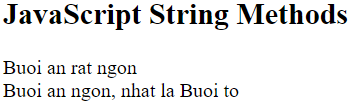 JavaScript String Methods
Buoi an rat ngon
Buoi an ngon, nhat la Buoi to